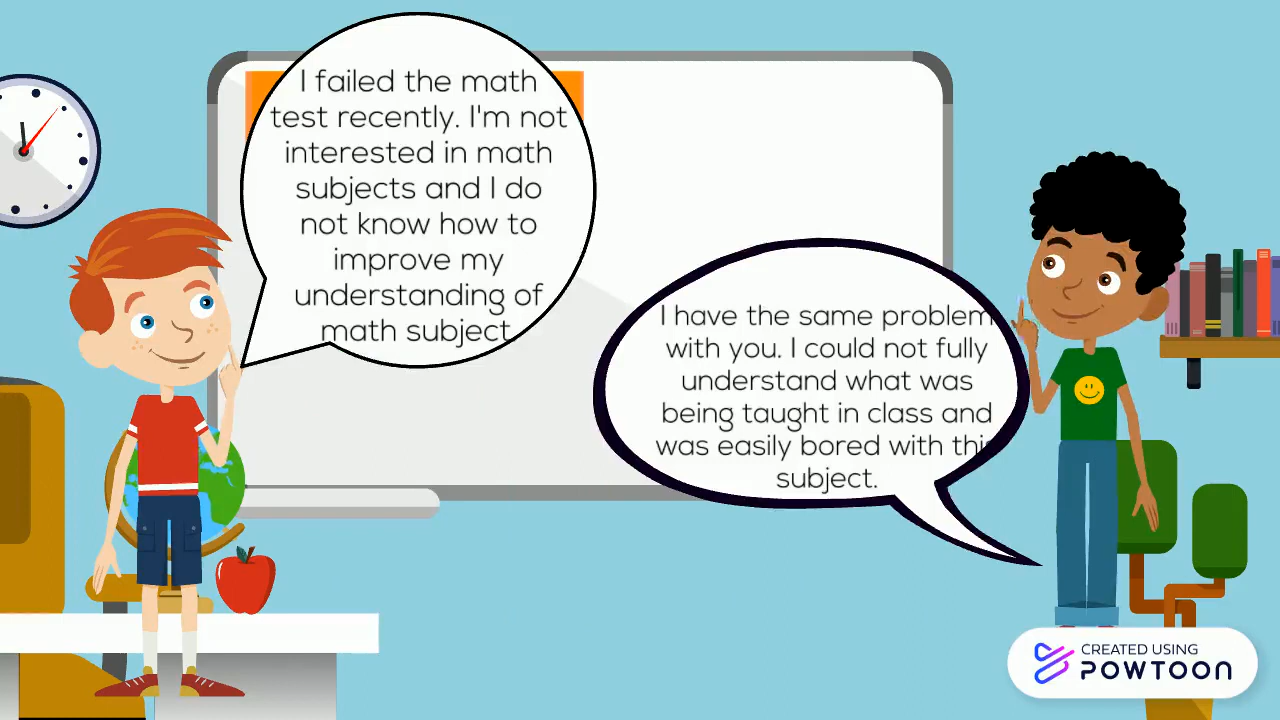 I failed the math
test recently. I'm not
interested in math
subjects and I do
not know how to
improve my
understanding of
math subject
I have the same problem
with you. I could not fully
understand what was
being taught in class and
was easily bored with this
subject.
CREATED USING
POWTOON